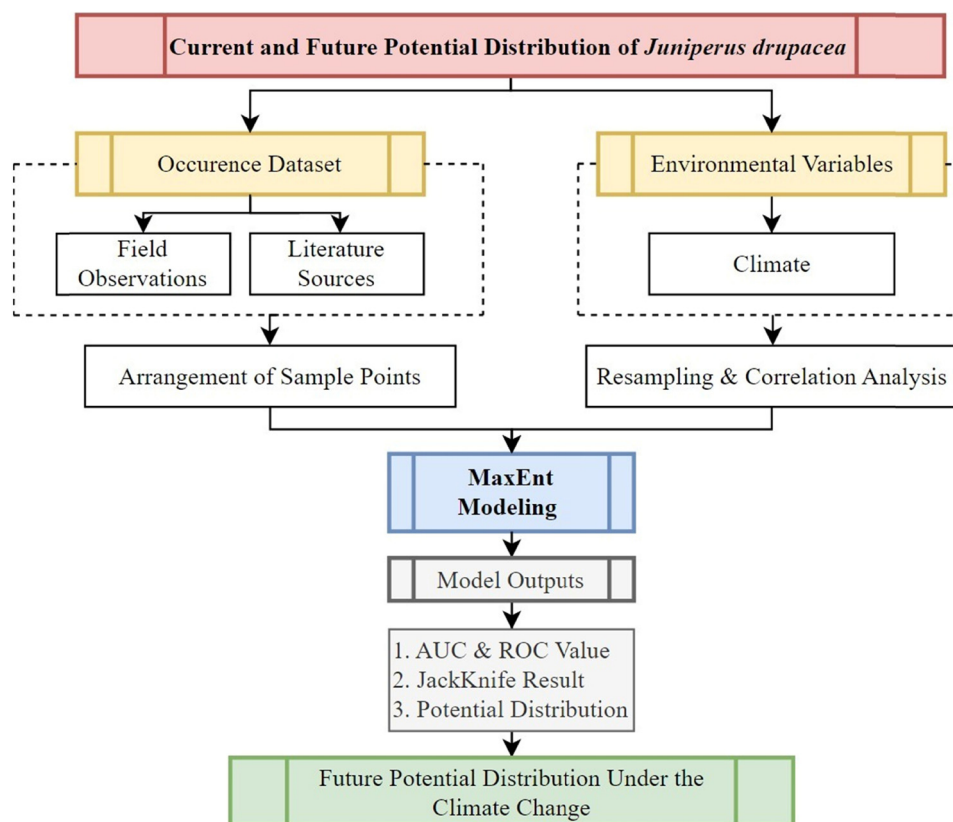 Current and Future Potential Distribution of Juniperus drupacea
Occurence Dataset
Environmental Variables
Field
Observations
Literature
Sources
Climate
Arrangement of Sample Points
Resampling & Correlation Analysis
MaxEnt
Modeling
Model Outputs
1. AUC & ROC Value
2. JackKnife Result
3. Potential Distribution
Future Potential Distribution Under the
Climate Change